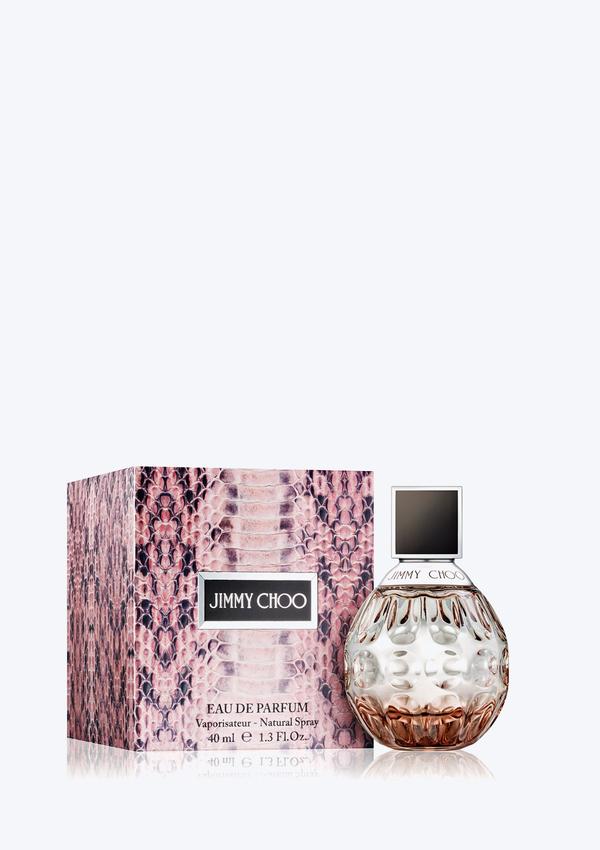 JIMMY CHOO
EAU DE PARFUM
Vaporisateur - Natural Spray
40 ml ℮ 1.3 Fl.Oz.
JIMMY CHOO